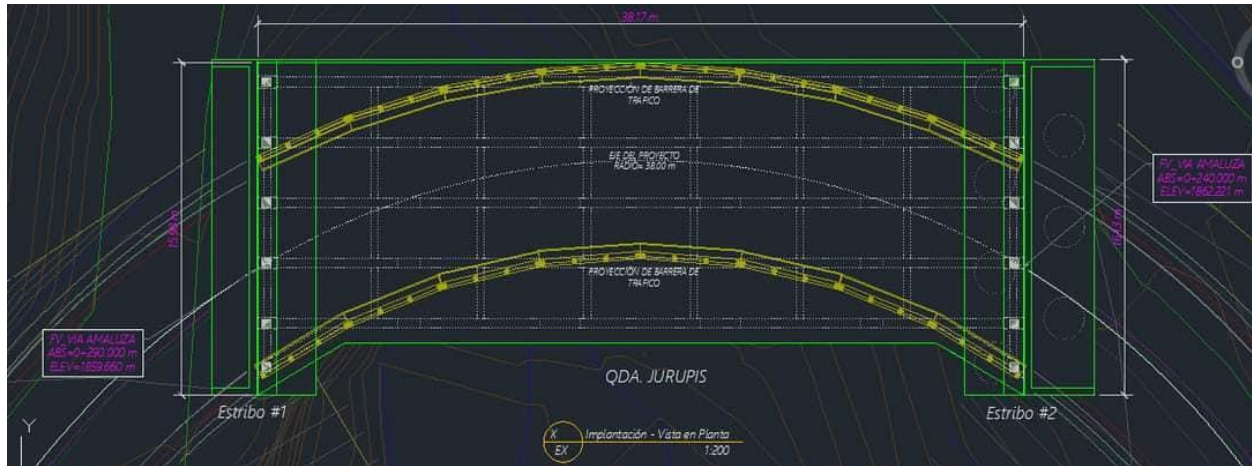 38.17 m
PROYECCIÓN DE BARRERA DE
TRAFICO
EJE DEL PROYECTO
RADIO= 38.00 m
FV_VIA AMALUZA
ABS=0+240.000 m
ELEV=1862.221 m
PROYECCIÓN DE BARRERA DE
TRAFICO
FV_VIA AMALUZA
ABS=0+290.000 m
ELEV=1859.660 m
QDA. JURUPIS
Estribo #1
Estribo #2
Y
X
EX
Implantación - Vista en Planta
1:200